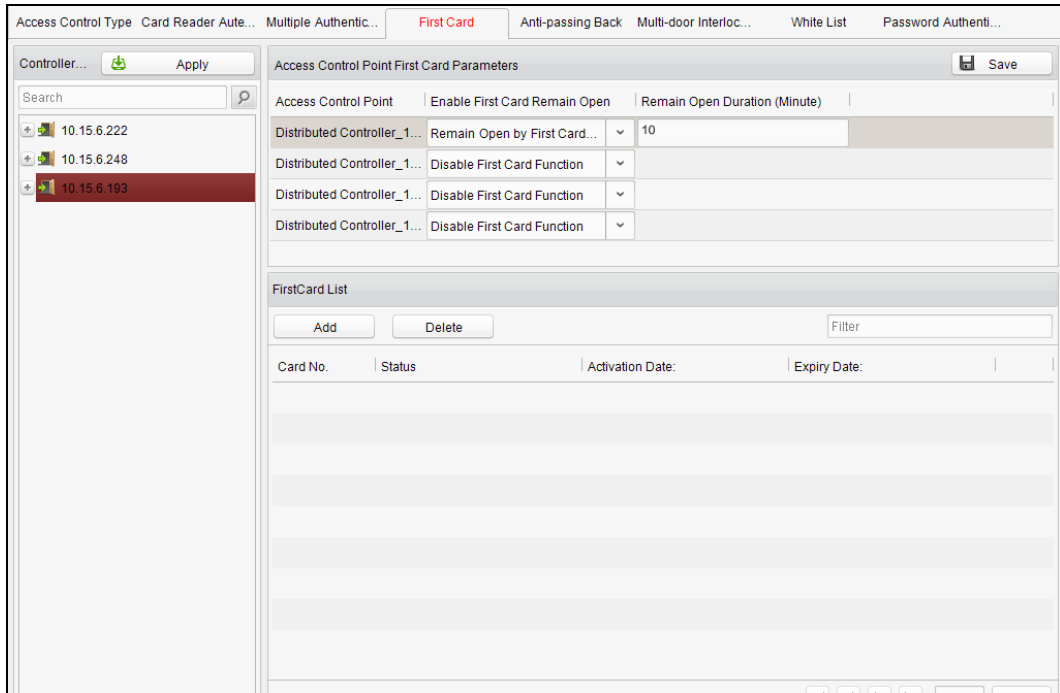 Access Control Type Card Reader Aute... Multiple Authentic... First Card Anti-passing Back Multi-door Interloc... White List Password Authenti...
Controller... Apply
Search
10.15.6.222
10.15.6.248
10.15.6.193
Access Control Point First Card Parameters Save
Access Control Point Enable First Card Remain Open Remain Open Duration (Minute)
Distributed Controller_1... Remain Open by First Card... 10
Distributed Controller_1... Disable First Card Function
Distributed Controller_1... Disable First Card Function
Distributed Controller_1... Disable First Card Function
FirstCard List
Add Delete Filter
Card No. Status Activation Date: Expiry Date: